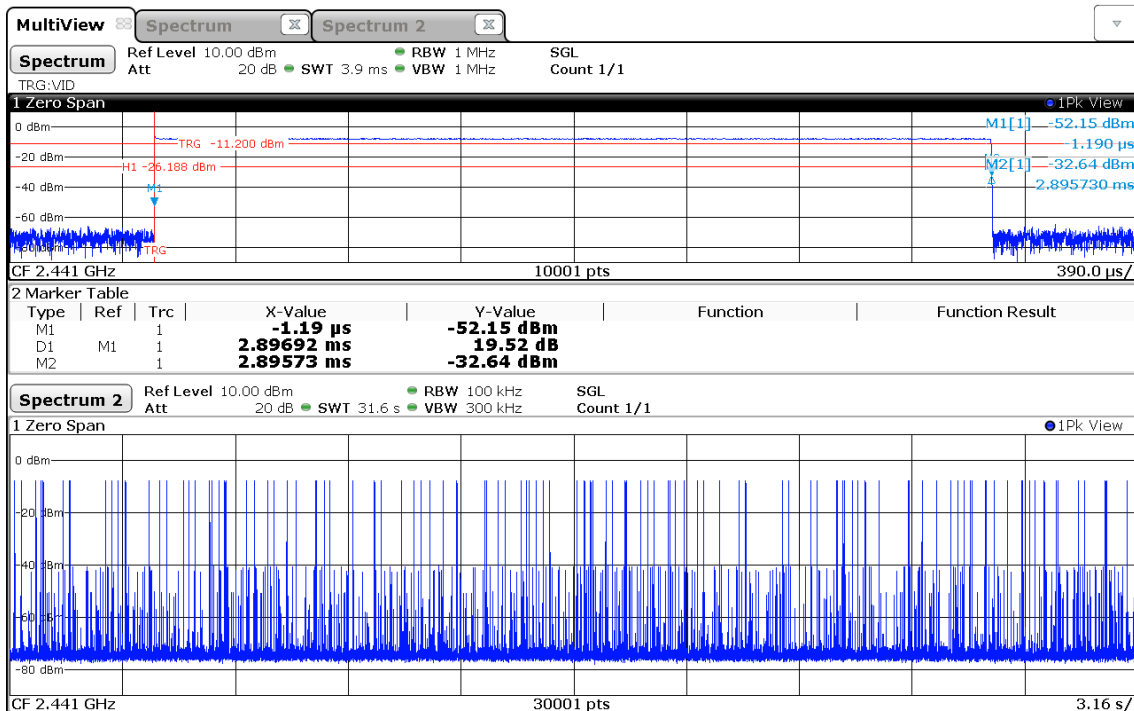 MultiView Spectrum Spectrum 2
Spectrum Ref Level 10.00 dBm RBW 1 MHz SGL
Att 20 dB SWT 3.9 ms VBW 1 MHz Count 1/1
TRG:VID
1 Zero Span 1Pk View
0 dBm M1[1] -52.15 dBm
TRG -11.200 dBm -1.190 µs
-20 dBm M2[1] -32.64 dBm
H1 -26.188 dBm
-40 dBm M1 2.895730 ms
-60 dBm
TRG
CF 2.441 GHz 10001 pts 390.0 µs/
2 Marker Table
Type Ref Trc X-Value Y-Value Function Function Result
M1 1 -1.19 µs -52.15 dBm
D1 M1 1 2.89692 ms 19.52 dB
M2 1 2.89573 ms -32.64 dBm
Spectrum 2 Ref Level 10.00 dBm RBW 100 kHz SGL
Att 20 dB SWT 31.6 s VBW 300 kHz Count 1/1
1 Zero Span 1Pk View
0 dBm
-20 dBm
-40 dBm
-60 dBm
-80 dBm
CF 2.441 GHz 30001 pts 3.16 s/